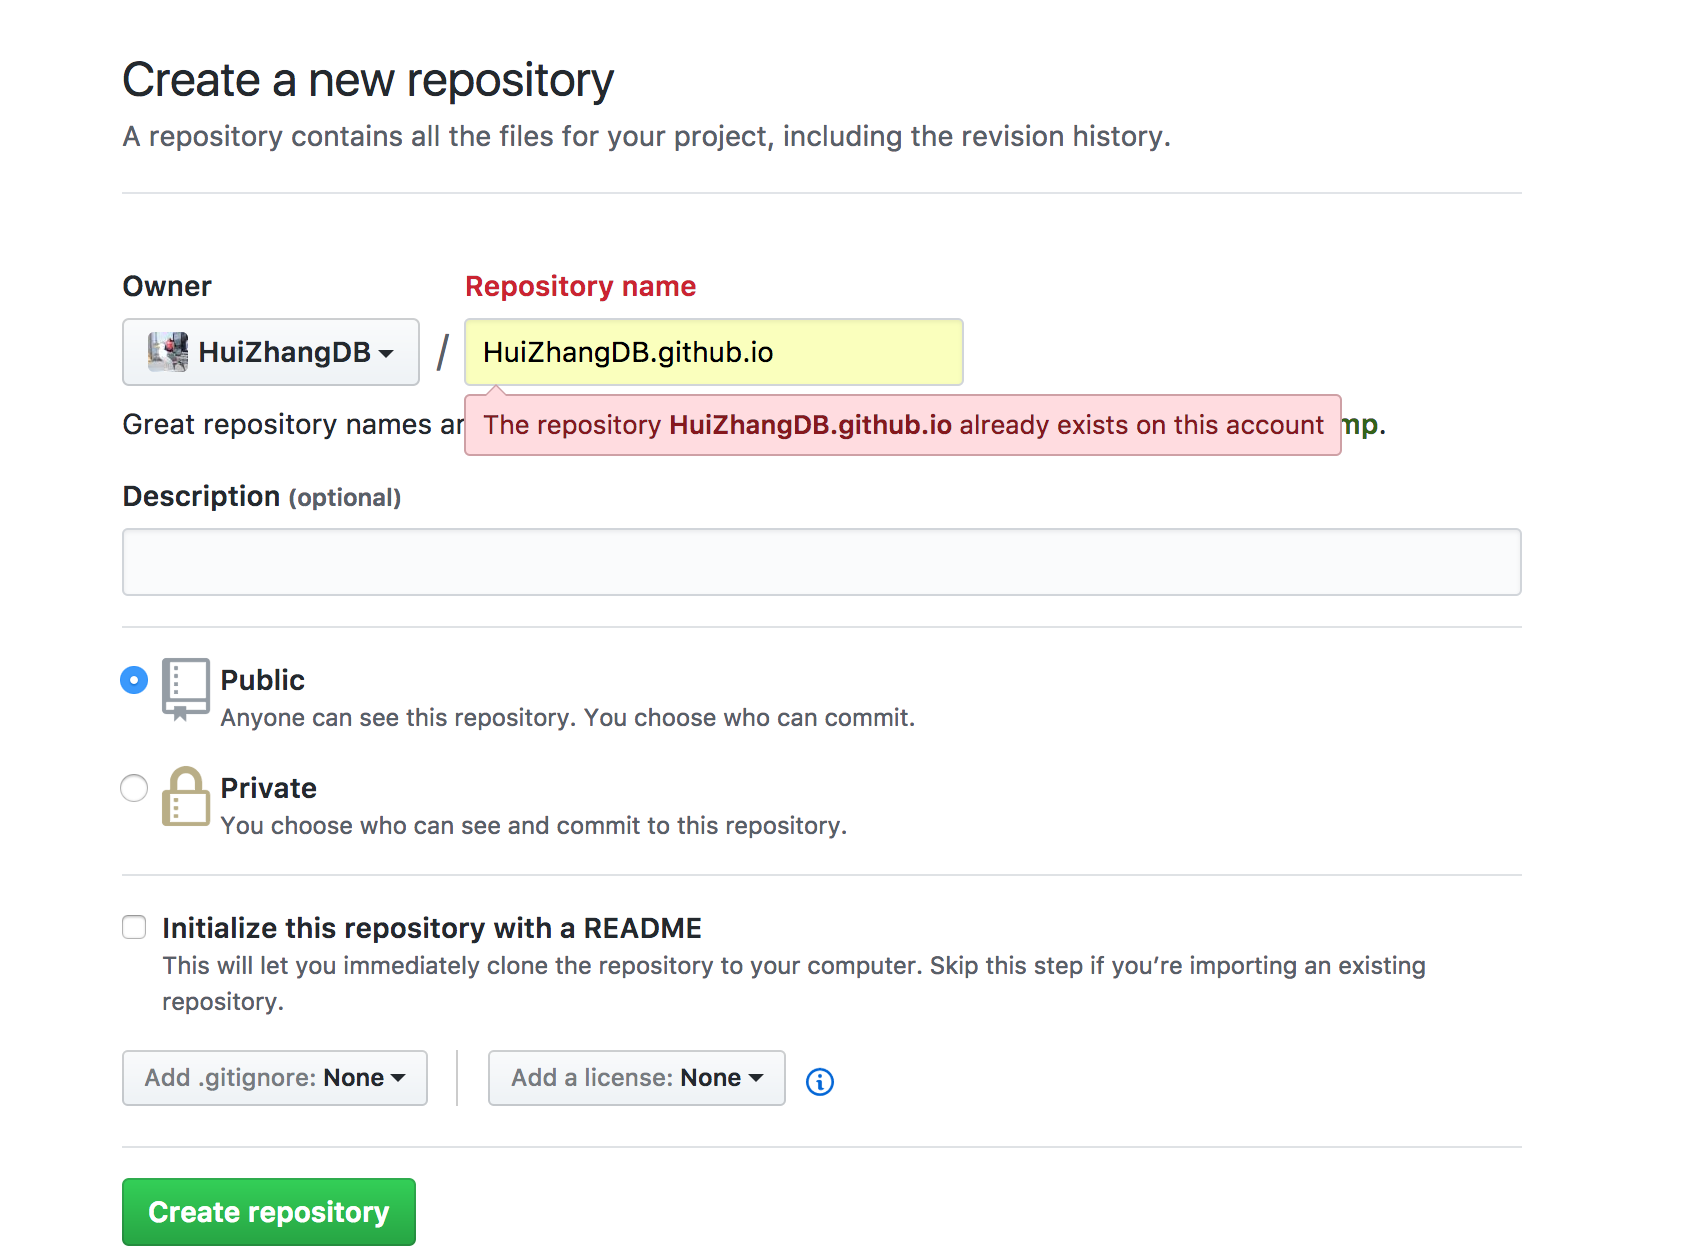 Create a new repository
A repository contains all the files for your project, including the revision history.
Owner
Repository name
HuiZhangDB
/
HuiZhangDB.github.io
Great repository names
The repository HuiZhangDB.github.io already exists on this account
Description (optional)
Public
Anyone can see this repository. You choose who can commit.
Private
You choose who can see and commit to this repository.
Initialize this repository with a README
This will let you immediately clone the repository to your computer. Skip this step if you’re importing an existing
repository.
Add .gitignore: None
Add a license: None
Create repository